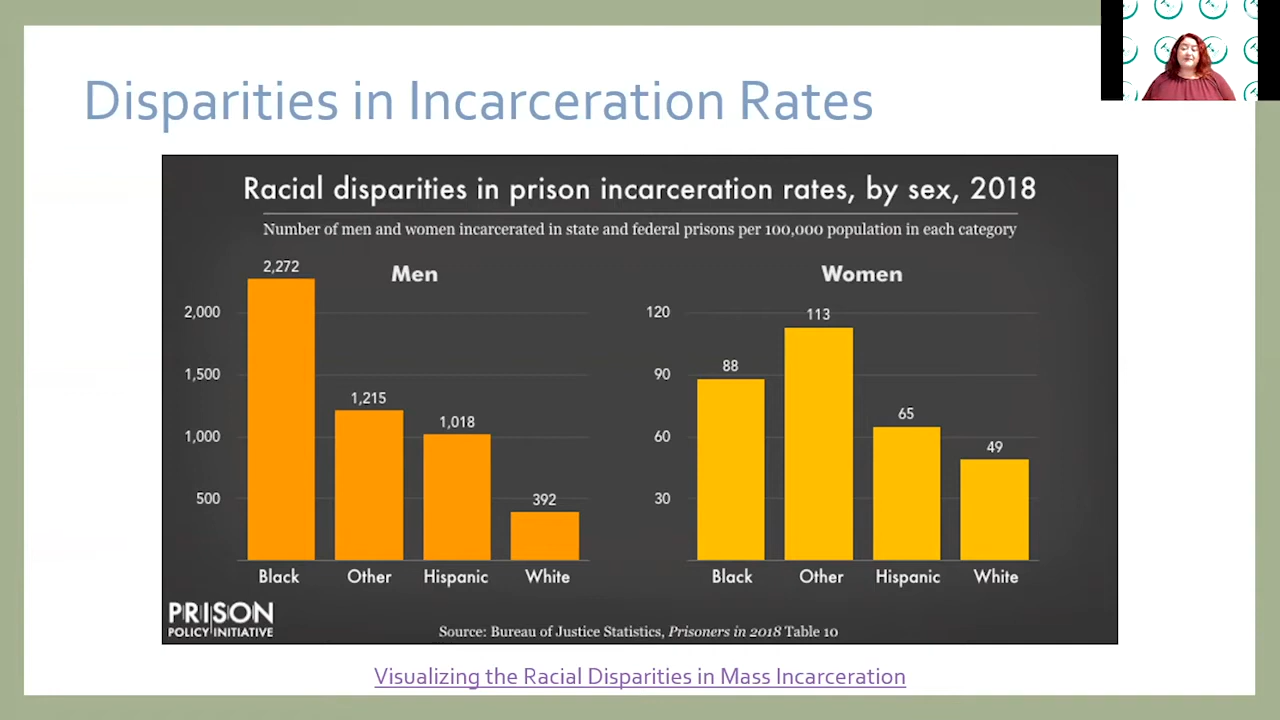 Disparities in Incarceration Rates
Racial disparities in prison incarceration rates, by sex, 2018
Number of men and women incarcerated in state and federal prisons per 100,000 population in each category
Men
2,272
2,000
1,500
1,215
1,018
1,000
500
392
Black Other Hispanic White
Women
120
113
90
88
65
60
49
30
Black Other Hispanic White
PRISON
POLICY INITIATIVE
Source: Bureau of Justice Statistics, Prisoners in 2018 Table 10
Visualizing the Racial Disparities in Mass Incarceration